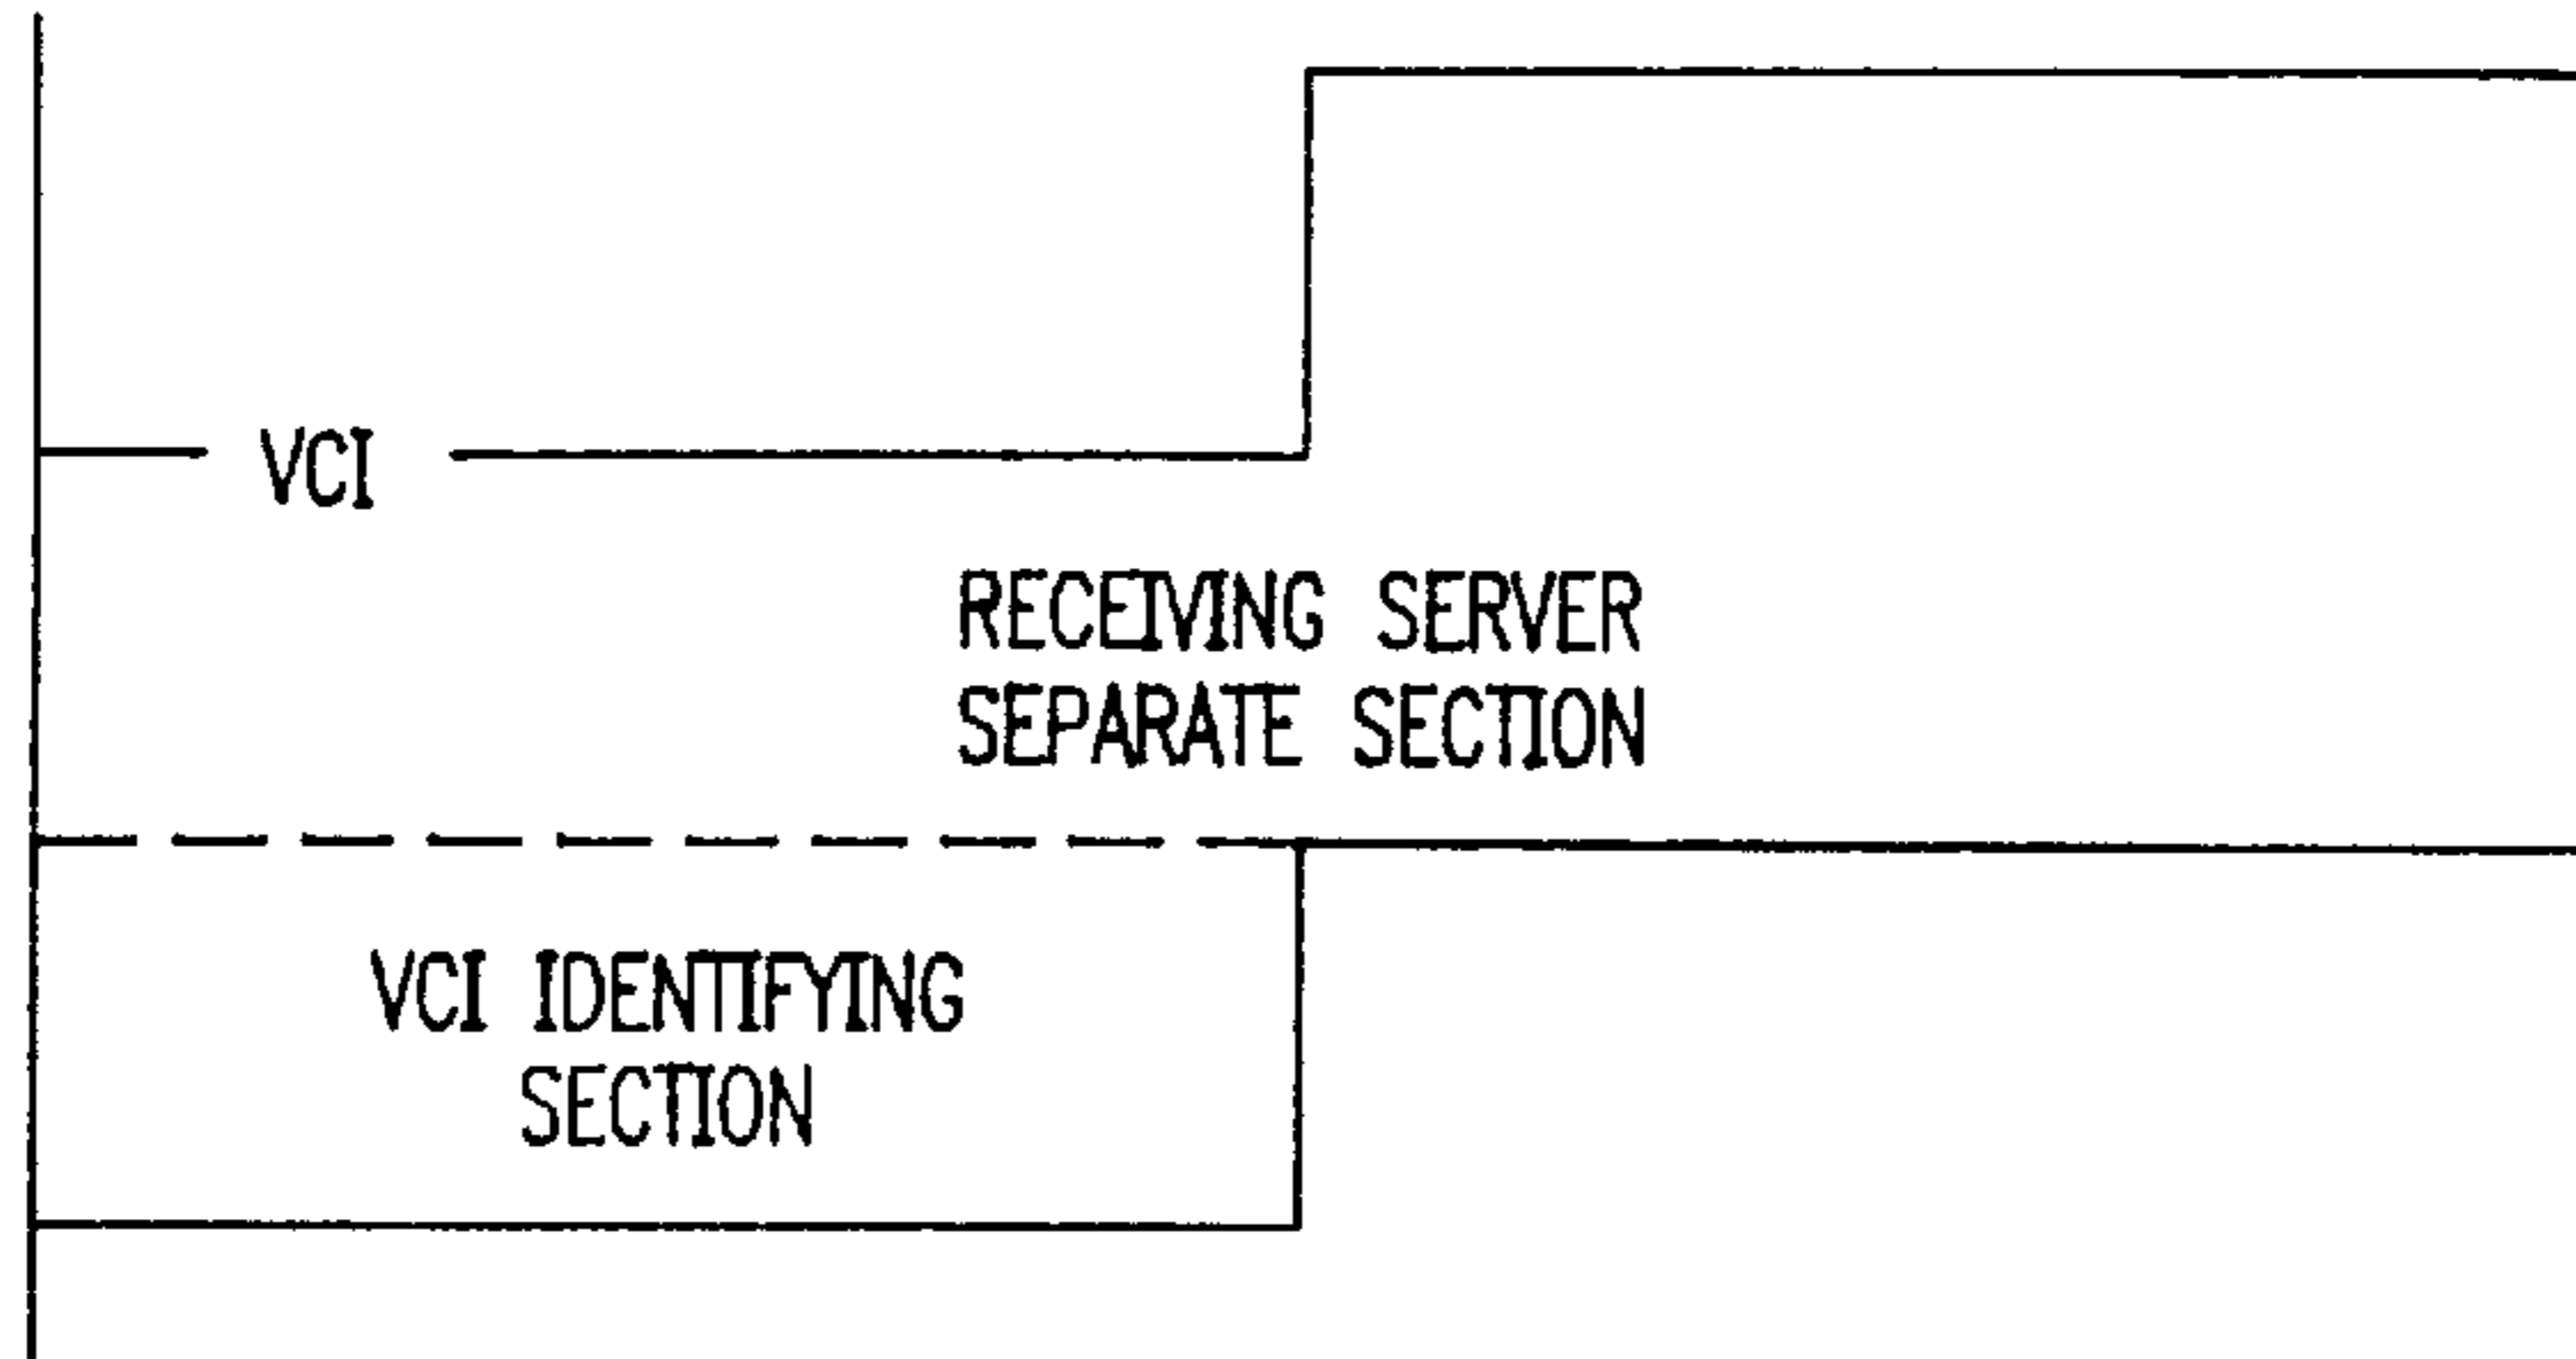 VCI
RECEIVING SERVER
SEPARATE SECTION
VCI IDENTIFYING
SECTION